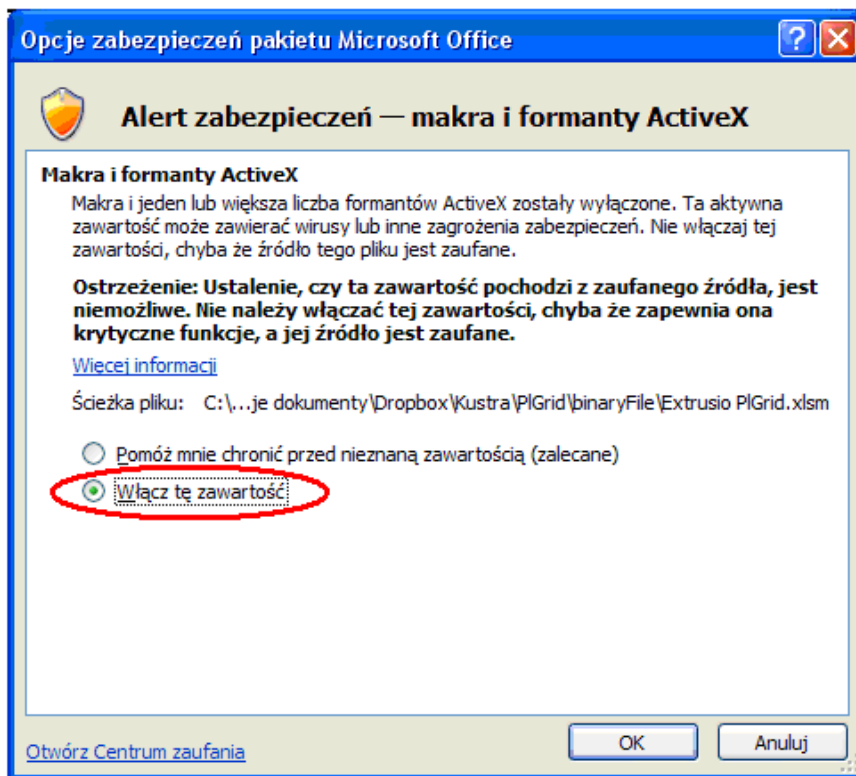 Opcje zabezpieczeń pakietu Microsoft Office
Alert zabezpieczeń — makra i formanty ActiveX
Makra i formanty ActiveX
Makra i jeden lub większa liczba formantów ActiveX zostały wyłączone. Ta aktywna
zawartość może zawierać wirusy lub inne zagrożenia zabezpieczeń. Nie włączaj tej
zawartości, chyba że źródło tego pliku jest zaufane.
Ostrzeżenie: Ustalenie, czy ta zawartość pochodzi z zaufanego źródła, jest
niemożliwe. Nie należy włączać tej zawartości, chyba że zapewnia ona
krytyczne funkcje, a jej źródło jest zaufane.
Więcej informacji
Ścieżka pliku: C:\...je dokumenty\Dropbox\Kustra\PlGrid\binaryFile\Extrusio PlGrid.xlsm
Pomóż mnie chronić przed nieznaną zawartością (zalecane)
Włącz tę zawartość
Otwórz Centrum zaufania
OK
Anuluj